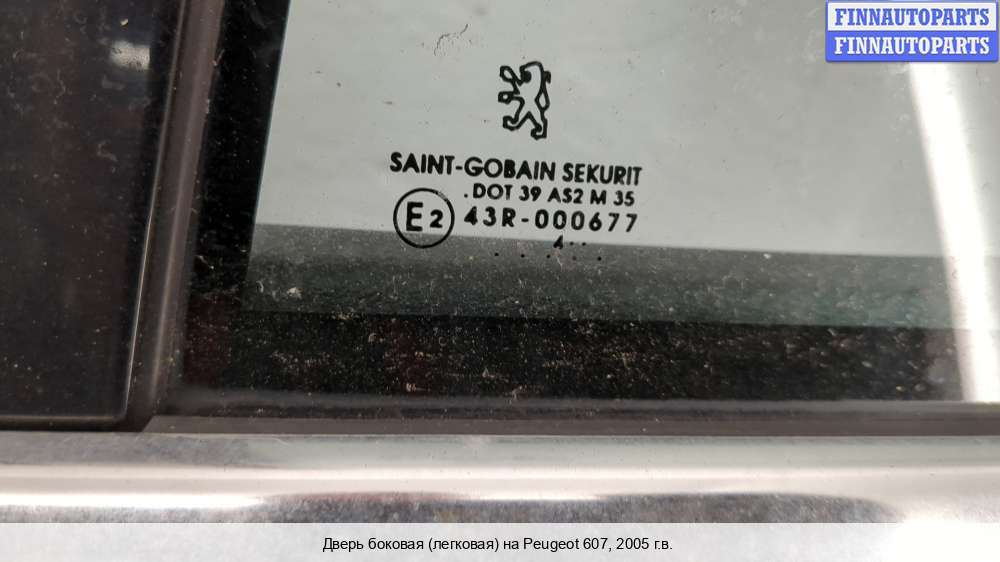 FINNAUTOPARTS
FINNAUTOPARTS
SAINT-GOBAIN SEKURIT
.DOT 39 AS2 M 35
E2 43R-000677
4··
· · · · ·
Дверь боковая (легковая) на Peugeot 607, 2005 г.в.